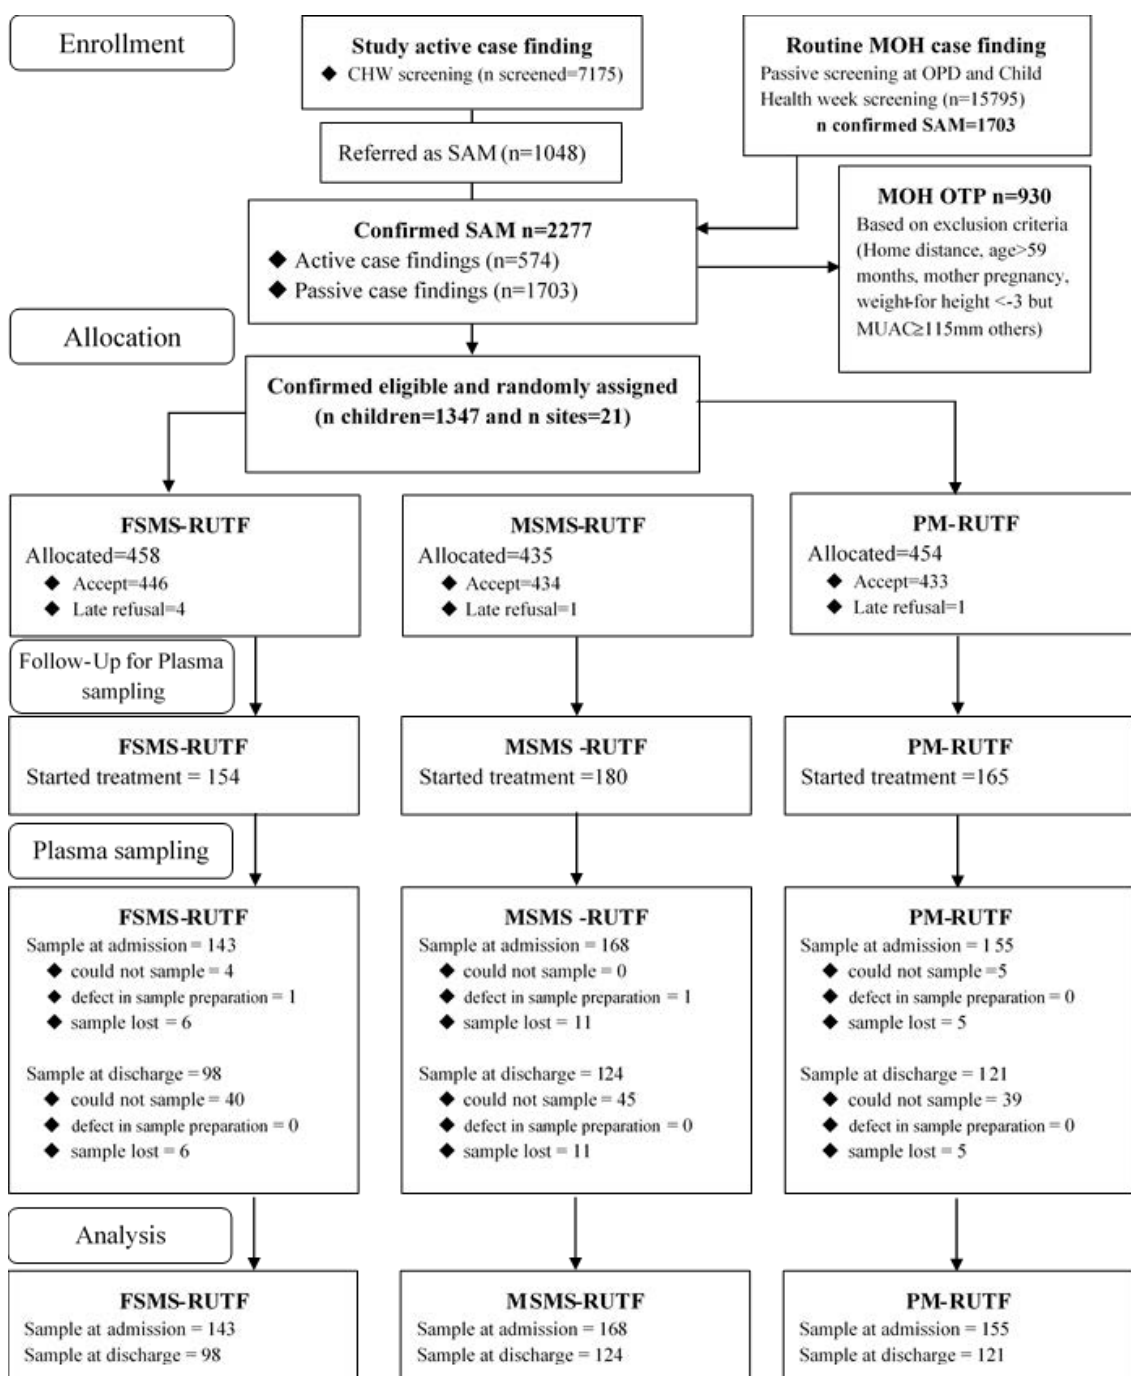 Enrollment
Study active case finding
◆ CHW screening (n screened=7175)
Routine MOH case finding
Passive screening at OPD and Child
Health week screening (n=15795)
n confirmed SAM=1703
Referred as SAM (n=1048)
MOH OTP n=930
Based on exclusion criteria
(Home distance, age>59
months, mother pregnancy,
weight-for height <-3 but
MUAC≥115mm others)
Confirmed SAM n=2277
◆ Active case findings (n=574)
◆ Passive case findings (n=1703)
Allocation
Confirmed eligible and randomly assigned
(n children=1347 and n sites=21)
FSMS-RUTF
Allocated=458
◆ Accept=446
◆ Late refusal=4
MSMS-RUTF
Allocated=435
◆ Accept=434
◆ Late refusal=1
PM-RUTF
Allocated=454
◆ Accept=433
◆ Late refusal=1
Follow-Up for Plasma
sampling
FSMS-RUTF
Started treatment = 154
MSMS -RUTF
Started treatment =180
PM-RUTF
Started treatment =165
Plasma sampling
FSMS-RUTF
Sample at admission = 143
◆ could not sample = 4
◆ defect in sample preparation = 1
◆ sample lost = 6
Sample at discharge = 98
◆ could not sample = 40
◆ defect in sample preparation = 0
◆ sample lost = 6
MSMS -RUTF
Sample at admission = 168
◆ could not sample = 0
◆ defect in sample preparation = 1
◆ sample lost = 11
Sample at discharge = 124
◆ could not sample = 45
◆ defect in sample preparation = 0
◆ sample lost = 11
PM-RUTF
Sample at admission = 155
◆ could not sample =5
◆ defect in sample preparation = 0
◆ sample lost = 5
Sample at discharge = 121
◆ could not sample = 39
◆ defect in sample preparation = 0
◆ sample lost = 5
Analysis
FSMS-RUTF
Sample at admission = 143
Sample at discharge = 98
MSMS-RUTF
Sample at admission = 168
Sample at discharge = 124
PM-RUTF
Sample at admission = 155
Sample at discharge = 121